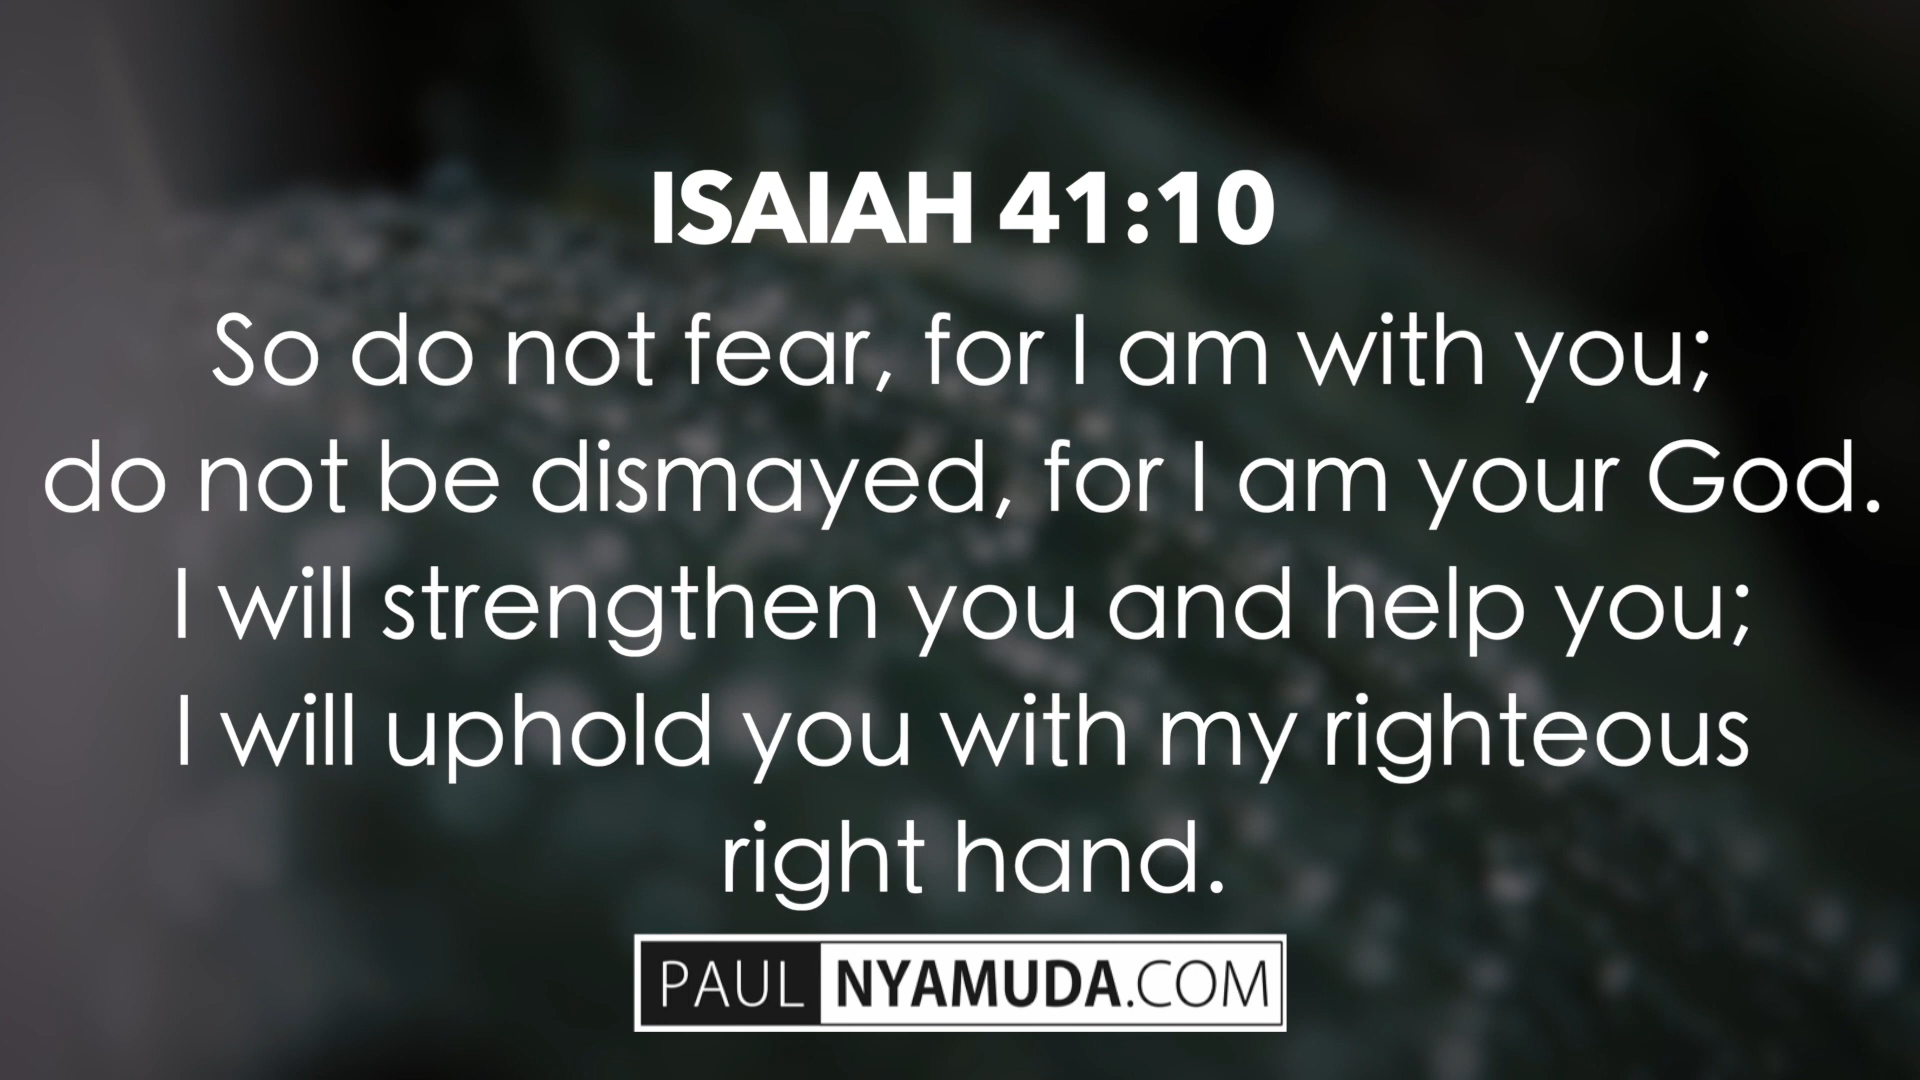 ISAIAH 41:10
So do not fear, for I am with you;
do not be dismayed, for I am your God.
I will strengthen you and help you;
I will uphold you with my righteous
right hand.
PAUL NYAMUDA.COM